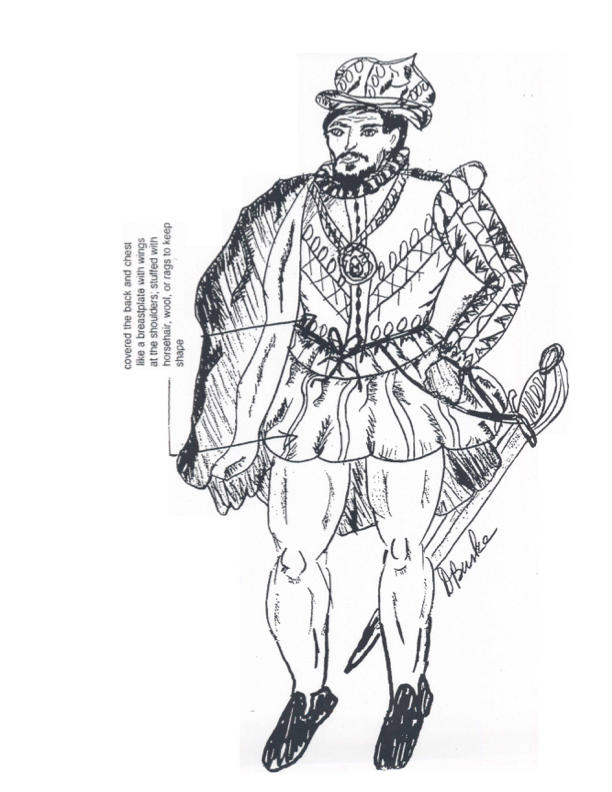 covered the back and chest
like a breastplate with wings
at the shoulders; stuffed with
horsehair, wool, or rags to keep
shape
DBuske